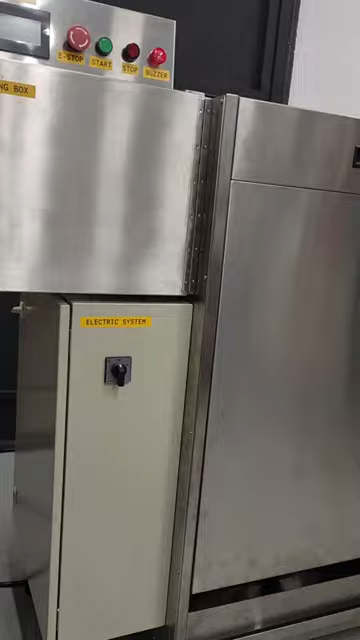 E-STOP
START
STOP
BUZZER
NG BOX
ELECTRIC SYSTEM